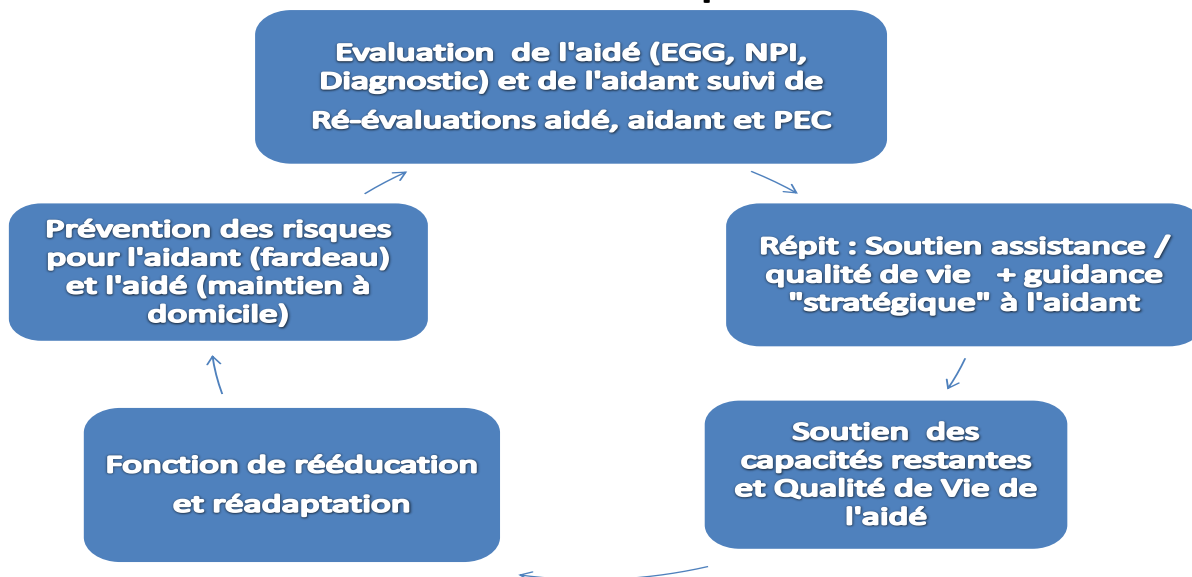 Evaluation de l'aidé (EGG, NPI,
Diagnostic) et de l'aidant suivi de
Ré-évaluations aidé, aidant et PEC
Répit : Soutien assistance /
qualité de vie + guidance
"stratégique" à l'aidant
Soutien des
capacités restantes
et Qualité de Vie de
l'aidé
Fonction de rééducation
et réadaptation
Prévention des risques
pour l'aidant (fardeau)
et l'aidé (maintien à
domicile)